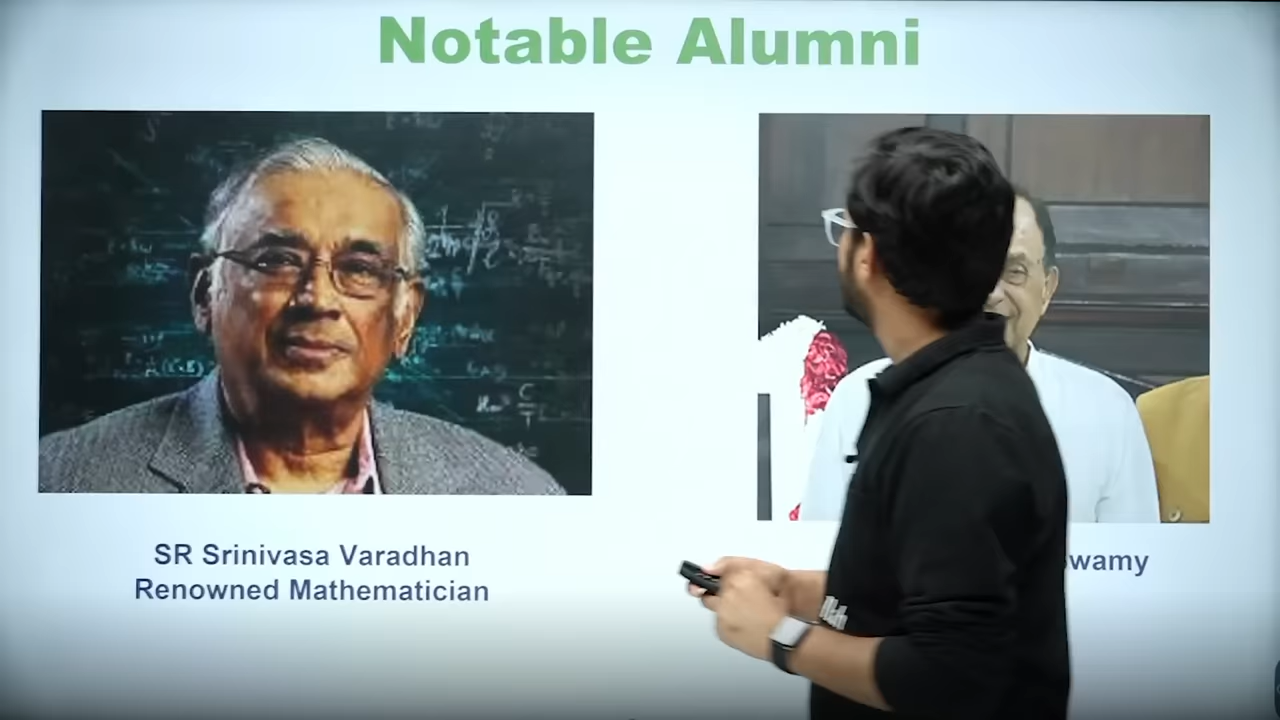 Notable Alumni
SR Srinivasa Varadhan
Renowned Mathematician
wamy